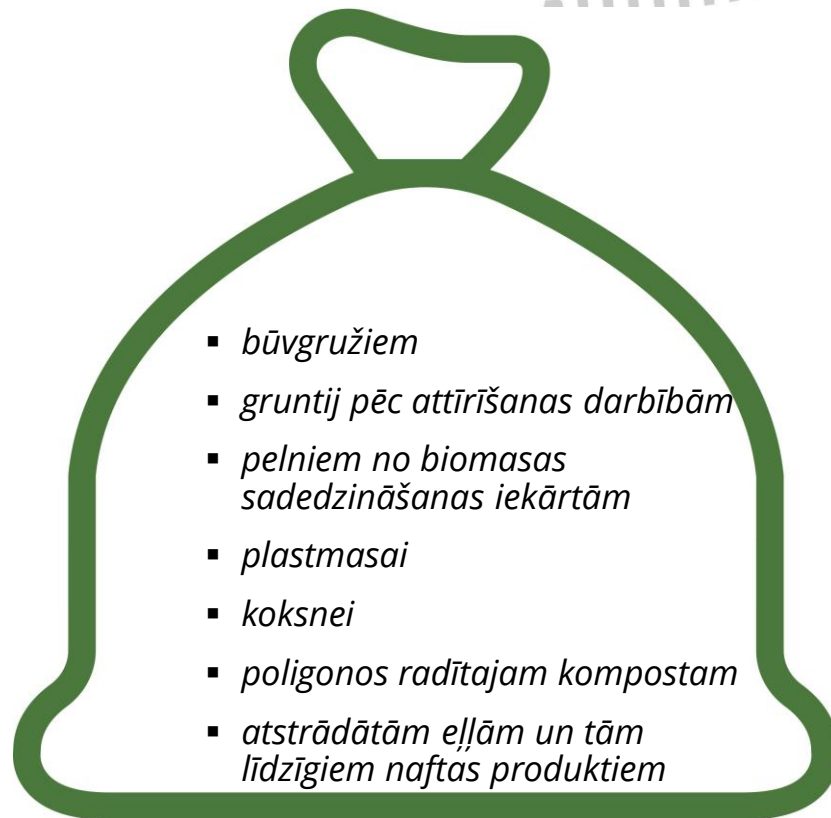 ▪ būvgružiem
▪ gruntij pēc attīrīšanas darbībām
▪ pelniem no biomasas
sadedzināšanas iekārtām
▪ plastmasai
▪ koksnei
▪ poligonos radītajam kompostam
▪ atstrādātām eļļām un tām
līdzīgiem naftas produktiem